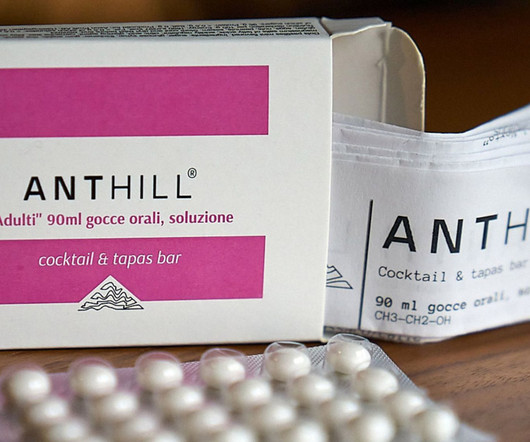 ANTHILL®
Adulti" 90ml gocce orali, soluzione
cocktail & tapas bar
ANTH
Cocktail & tapas bar
90 ml gocce orali,
CH3-CH2-OH